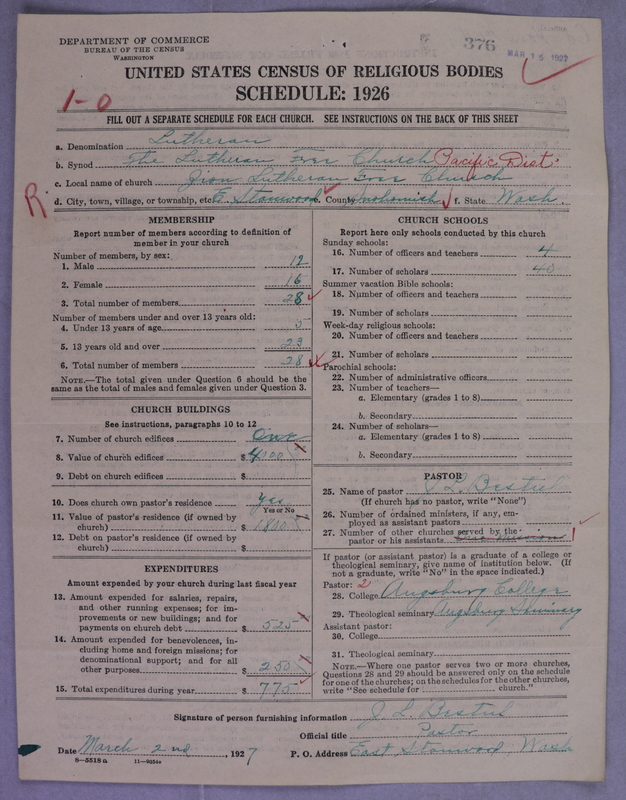 DEPARTMENT OF COMMERCE
BUREAU OF THE CENSUS
WASHINGTON
376
MAR 15 1927
UNITED STATES CENSUS OF RELIGIOUS BODIES
SCHEDULE: 1926
1-0
FILL OUT A SEPARATE SCHEDULE FOR EACH CHURCH. SEE INSTRUCTIONS ON THE BACK OF THIS SHEET
a. Denomination Lutheran
b. Synod The Lutheran Free Church Pacific Dist.
c. Local name of church Zion Lutheran Free Church
R.
d. City, town, village, or township, etc. E. Stanwood e. County Snohomish f. State Wash.
MEMBERSHIP
Report number of members according to definition of
member in your church
Number of members, by sex:
1. Male 12
2. Female 16
3. Total number of members 28
Number of members under and over 13 years old:
4. Under 13 years of age 5
5. 13 years old and over 23
6. Total number of members 28
NOTE.—The total given under Question 6 should be the
same as the total of males and females given under Question 3.
CHURCH BUILDINGS
See instructions, paragraphs 10 to 12
7. Number of church edifices One
8. Value of church edifices $4000
9. Debt on church edifices $
10. Does church own pastor's residence Yes
Yes or No
11. Value of pastor's residence (if owned by
church) $1800
12. Debt on pastor's residence (if owned by
church) $
EXPENDITURES
Amount expended by your church during last fiscal year
13. Amount expended for salaries, repairs,
and other running expenses; for im-
provements or new buildings; and for
payments on church debt $525
14. Amount expended for benevolences, in-
cluding home and foreign missions; for
denominational support; and for all
other purposes $250
15. Total expenditures during year $775
CHURCH SCHOOLS
Report here only schools conducted by this church
Sunday schools:
16. Number of officers and teachers 4
17. Number of scholars 40
Summer vacation Bible schools:
18. Number of officers and teachers
19. Number of scholars
Week-day religious schools:
20. Number of officers and teachers
21. Number of scholars
Parochial schools:
22. Number of administrative officers
23. Number of teachers—
a. Elementary (grades 1 to 8)
b. Secondary
24. Number of scholars—
a. Elementary (grades 1 to 8)
b. Secondary
PASTOR
25. Name of pastor J. L. Bestul
(If church has no pastor, write "None")
26. Number of ordained ministers, if any, em-
ployed as assistant pastors
27. Number of other churches served by the
pastor or his assistants 1
If pastor (or assistant pastor) is a graduate of a college or
theological seminary, give name of institution below. (If
not a graduate, write "No" in the space indicated.)
Pastor: 2
28. College Augsburg College
29. Theological seminary Augsburg Seminary
Assistant pastor:
30. College
31. Theological seminary
NOTE.—Where one pastor serves two or more churches,
Questions 28 and 29 should be answered only on the schedule
for one of the churches; on the schedules for the other churches,
write "See schedule for church."
Signature of person furnishing information J. L. Bestul
Official title Pastor
Date March 2nd, 1927 P. O. Address East Stanwood, Wash
8—5518a 11—9054a